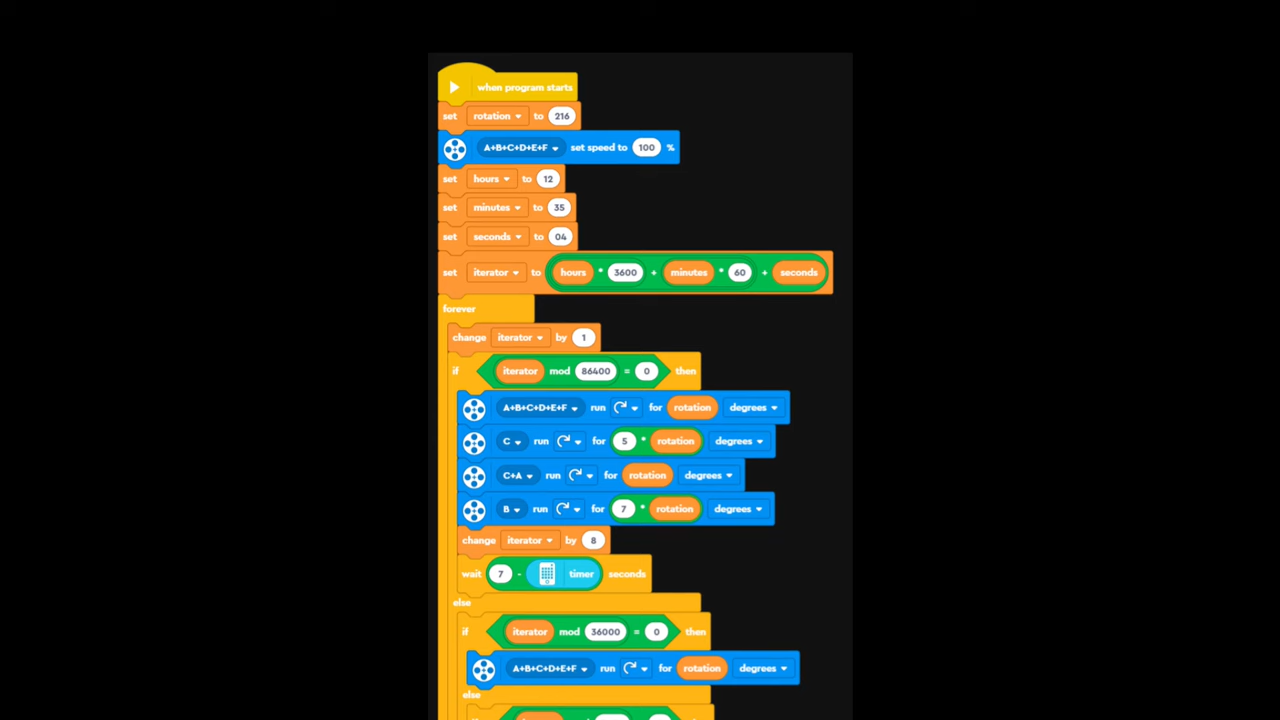 when program starts
set rotation to 216
A+B+C+D+E+F set speed to 100 %
set hours to 12
set minutes to 35
set seconds to 04
set iterator to hours * 3600 + minutes * 60 + seconds
forever
change iterator by 1
if iterator mod 86400 = 0 then
A+B+C+D+E+F run for rotation degrees
C run for 5 * rotation degrees
C+A run for rotation degrees
B run for 7 * rotation degrees
change iterator by 8
wait 7 - timer seconds
else
if iterator mod 36000 = 0 then
A+B+C+D+E+F run for rotation degrees
else